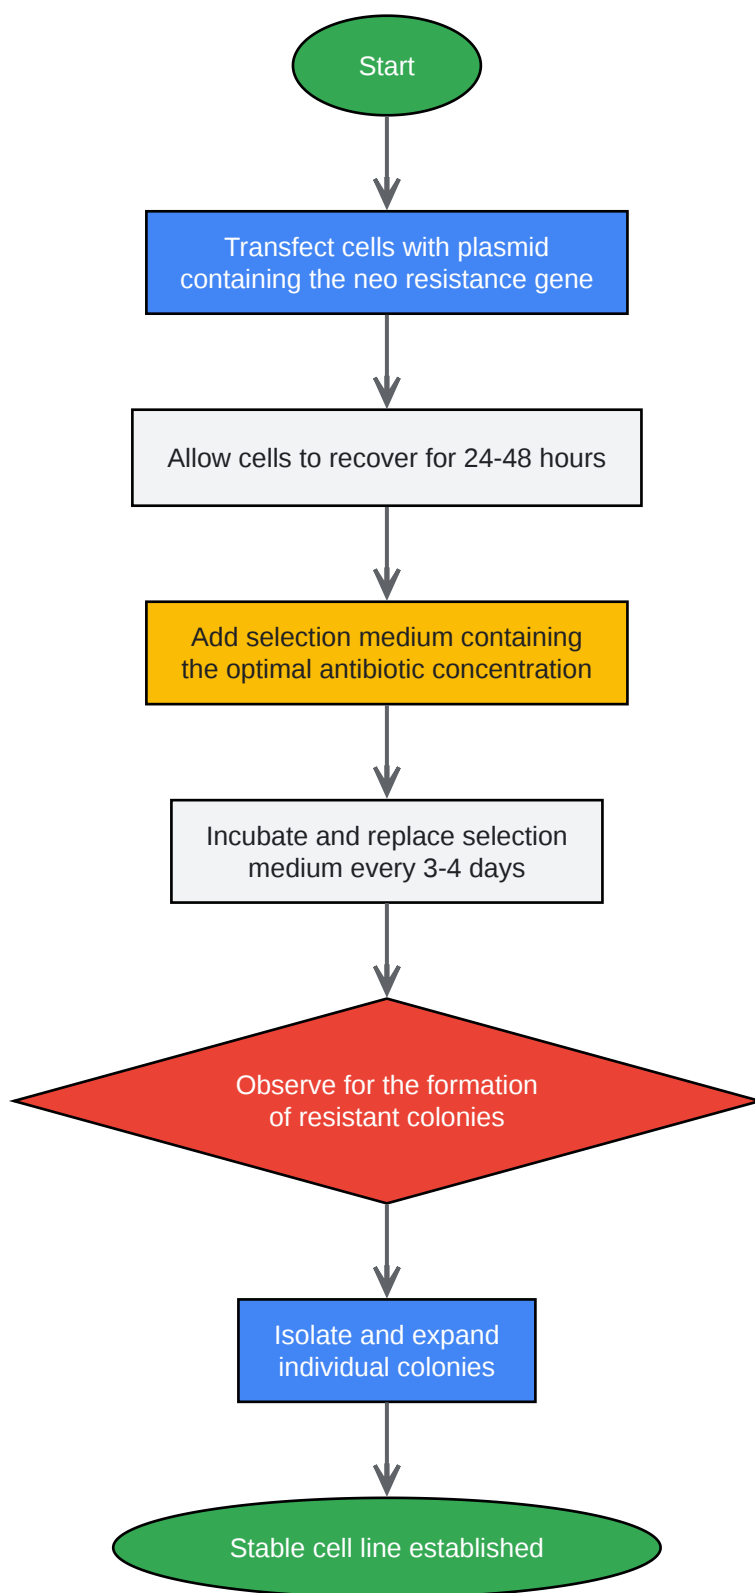 Start
Transfect cells with plasmid
containing the neo resistance gene
Allow cells to recover for 24-48 hours
Add selection medium containing
the optimal antibiotic concentration
Incubate and replace selection
medium every 3-4 days
Observe for the formation
of resistant colonies
Isolate and expand
individual colonies
Stable cell line established